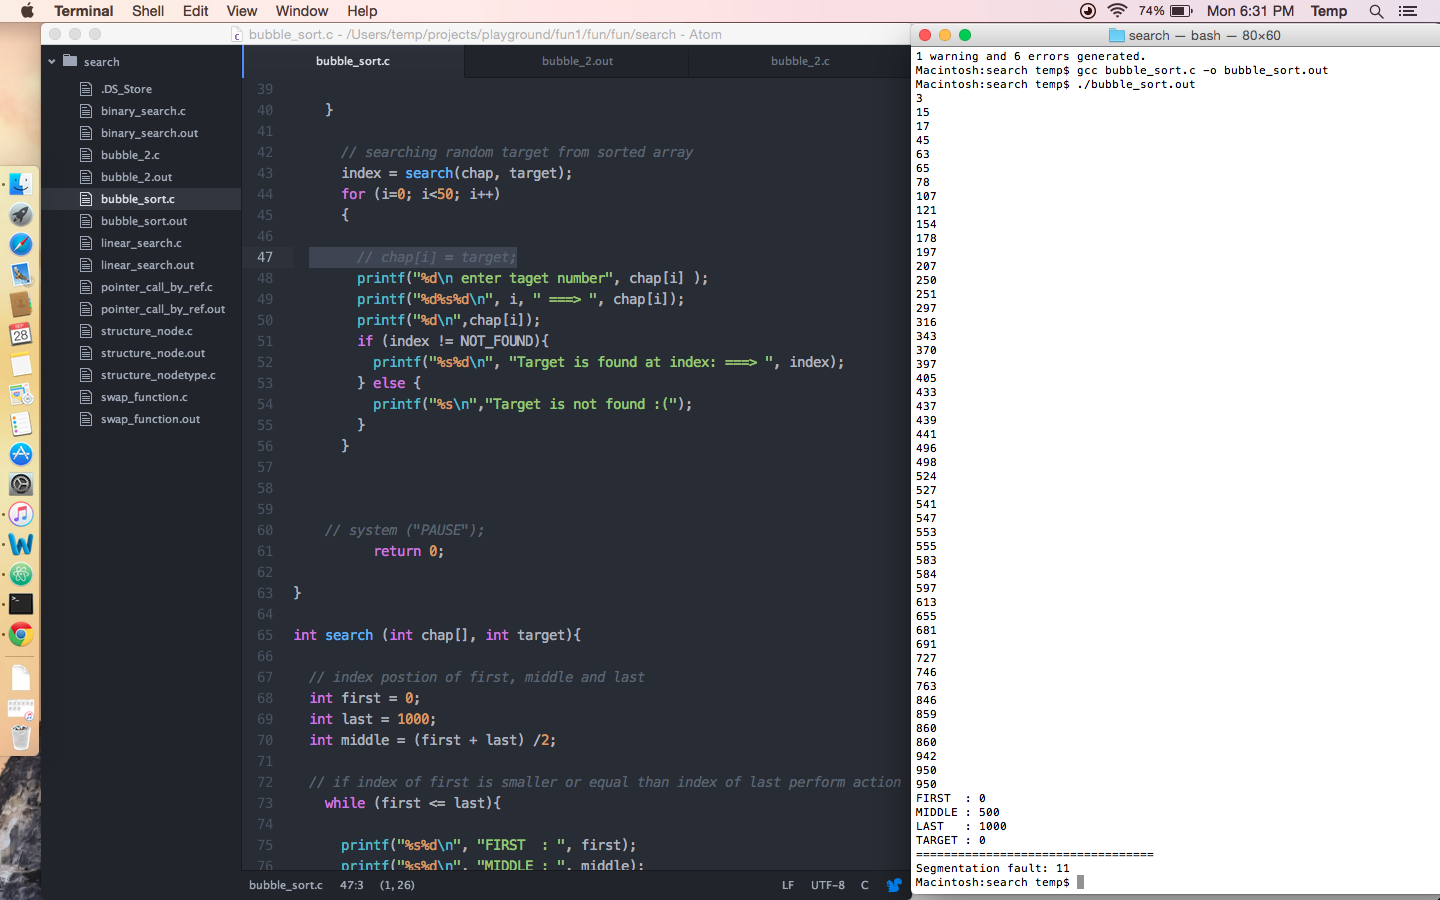 Terminal Shell Edit View Window Help 74% Mon 6:31 PM Temp
bubble_sort.c - /Users/temp/projects/playground/fun1/fun/fun/search - Atom
search
.DS_Store
binary_search.c
binary_search.out
bubble_2.c
bubble_2.out
bubble_sort.c
bubble_sort.out
linear_search.c
linear_search.out
pointer_call_by_ref.c
pointer_call_by_ref.out
structure_node.c
structure_node.out
structure_nodetype.c
swap_function.c
swap_function.out
28
bubble_sort.c bubble_2.out bubble_2.c
39
40 }
41
42 // searching random target from sorted array
43 index = search(chap, target);
44 for (i=0; i<50; i++)
45 {
46
47 // chap[i] = target;
48 printf("%d\n enter taget number", chap[i] );
49 printf("%d%s%d\n", i, " ===> ", chap[i]);
50 printf("%d\n",chap[i]);
51 if (index != NOT_FOUND){
52 printf("%s%d\n", "Target is found at index: ===> ", index);
53 } else {
54 printf("%s\n","Target is not found :(");
55 }
56 }
57
58
59
60 // system ("PAUSE");
61 return 0;
62
63 }
64
65 int search (int chap[], int target){
66
67 // index postion of first, middle and last
68 int first = 0;
69 int last = 1000;
70 int middle = (first + last) /2;
71
72 // if index of first is smaller or equal than index of last perform action
73 while (first <= last){
74
75 printf("%s%d\n", "FIRST  : ", first);
76 printf("%s%d\n", "MIDDLE : ", middle);
bubble_sort.c 47:3 (1, 26) LF UTF-8 C
search — bash — 80×60
1 warning and 6 errors generated.
Macintosh:search temp$ gcc bubble_sort.c -o bubble_sort.out
Macintosh:search temp$ ./bubble_sort.out
3
15
17
45
63
65
78
107
121
154
178
197
207
250
251
297
316
343
370
397
405
433
437
439
441
496
498
524
527
541
547
553
555
583
584
597
613
655
681
691
727
746
763
846
859
860
860
942
950
950
FIRST  : 0
MIDDLE : 500
LAST   : 1000
TARGET : 0
==================================
Segmentation fault: 11
Macintosh:search temp$